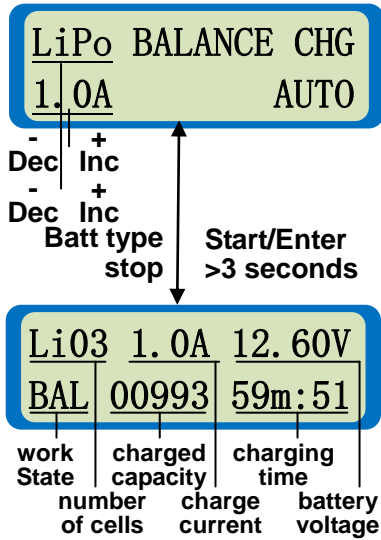 LiPo BALANCE CHG
1.0A AUTO
- +
Dec Inc
- +
Dec Inc
Batt type Start/Enter
stop >3 seconds
Li03 1.0A 12.60V
BAL 00993 59m:51
work charged charging
State capacity time
number charge battery
of cells current voltage